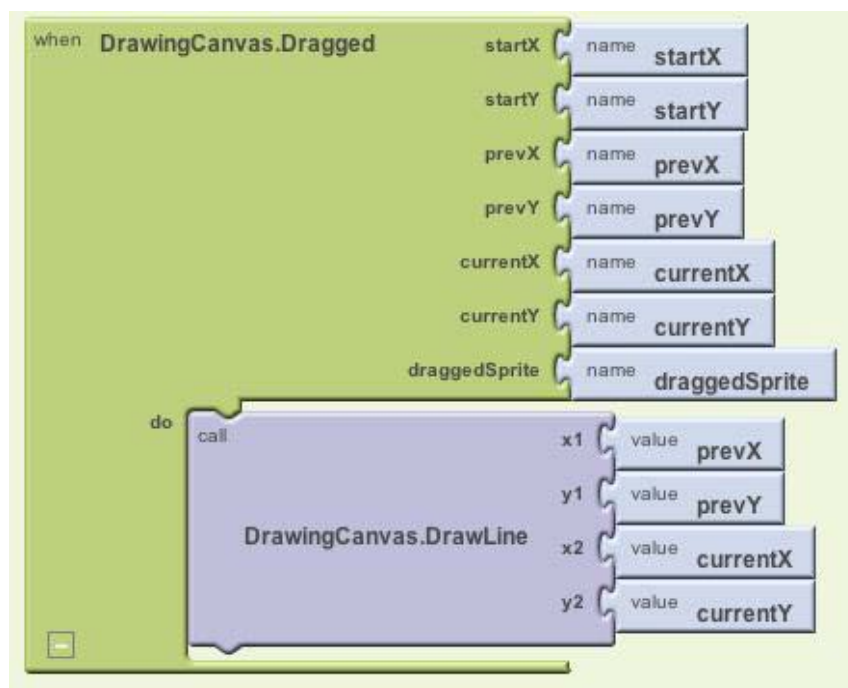 when DrawingCanvas.Dragged startX name startX
startY name startY
prevX name prevX
prevY name prevY
currentX name currentX
currentY name currentY
draggedSprite name draggedSprite
do call x1 value prevX
y1 value prevY
DrawingCanvas.DrawLine x2 value currentX
y2 value currentY